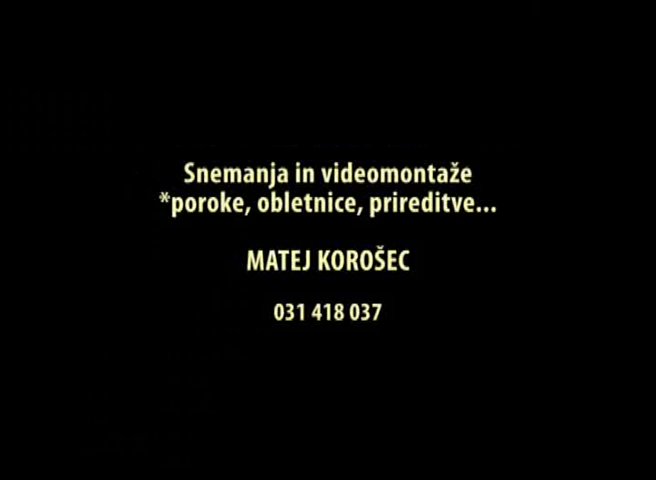 Snemanja in videomontaže
*poroke, obletnice, prireditve...
MATEJ KOROŠEC
031 418 037